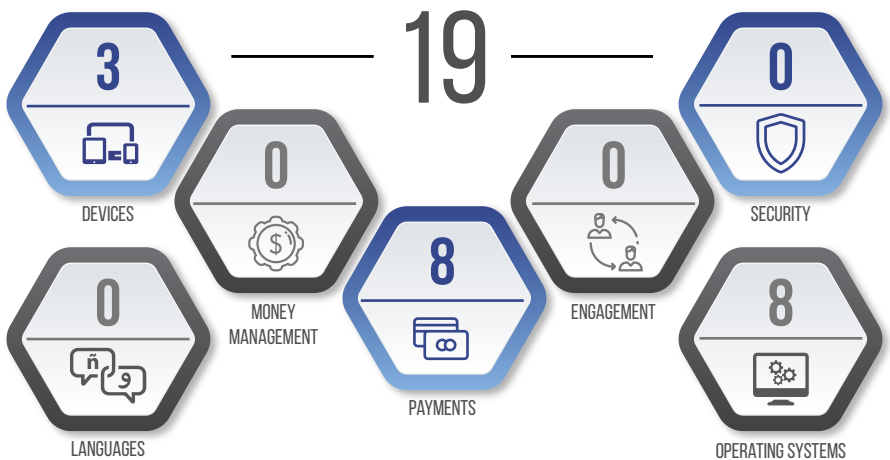 19
3
DEVICES
0
MONEY
MANAGEMENT
8
PAYMENTS
0
ENGAGEMENT
0
SECURITY
0
ñ
و
LANGUAGES
$
8
OPERATING SYSTEMS